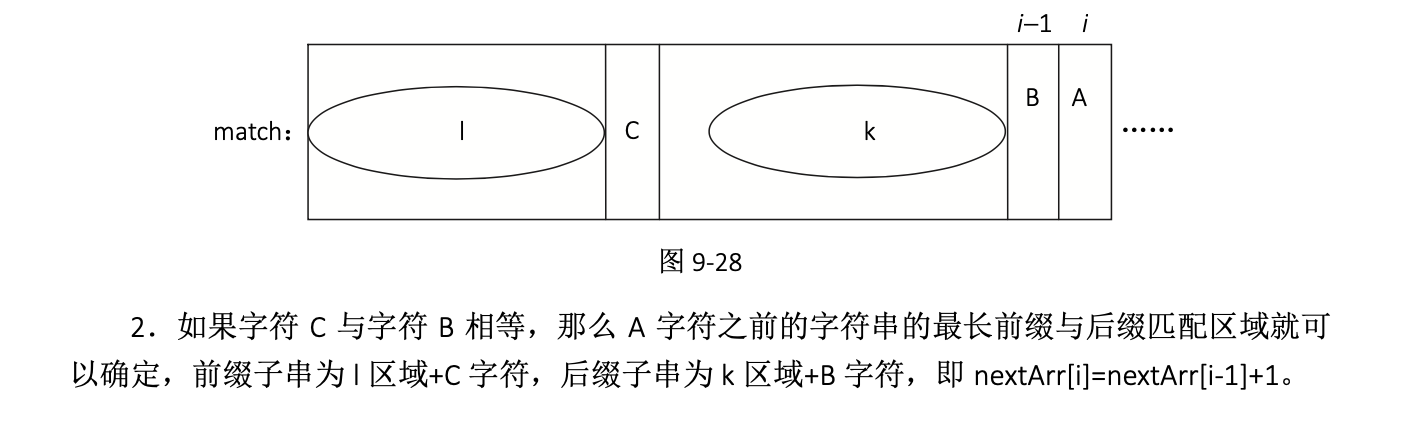 i–1 i
match： l C k B A ……
图 9-28
2．如果字符 C 与字符 B 相等，那么 A 字符之前的字符串的最长前缀与后缀匹配区域就可
以确定，前缀子串为 l 区域+C 字符，后缀子串为 k 区域+B 字符，即 nextArr[i]=nextArr[i-1]+1。